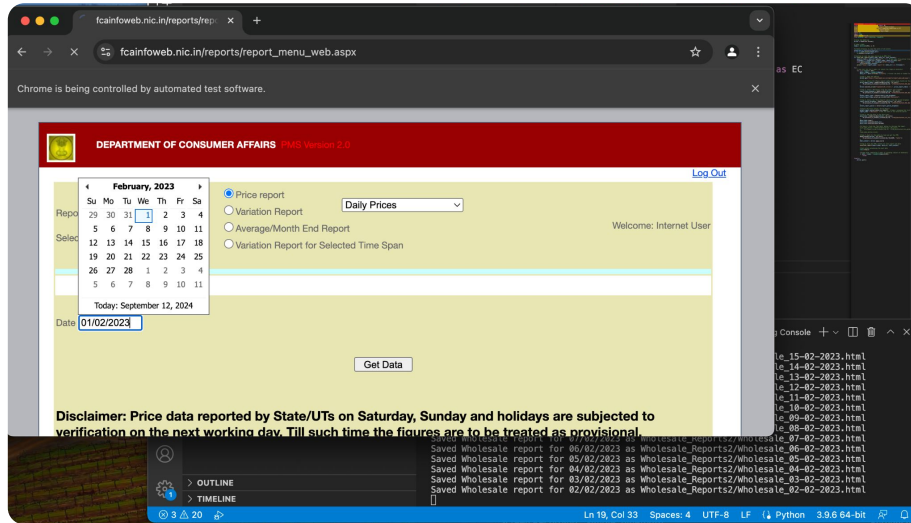 fcainfoweb.nic.in/reports/repo
fcainfoweb.nic.in/reports/report_menu_web.aspx
as EC
Chrome is being controlled by automated test software.
DEPARTMENT OF CONSUMER AFFAIRS PMS Version 2.0
Log Out
February, 2023
Su Mo Tu We Th Fr Sa
29 30 31 1 2 3 4
5 6 7 8 9 10 11
12 13 14 15 16 17 18
19 20 21 22 23 24 25
26 27 28 1 2 3 4
5 6 7 8 9 10 11
Today: September 12, 2024
Repo
Selec
Price report
Variation Report
Average/Month End Report
Variation Report for Selected Time Span
Daily Prices
Welcome: Internet User
Date 01/02/2023
Get Data
Disclaimer: Price data reported by State/UTs on Saturday, Sunday and holidays are subjected to
verification on the next working day. Till such time the figures are to be treated as provisional.
g Console
le_15-02-2023.html
le_14-02-2023.html
le_13-02-2023.html
le_12-02-2023.html
le_11-02-2023.html
le_10-02-2023.html
le_09-02-2023.html
le_08-02-2023.html
Saved Wholesale report for 07/02/2023 as Wholesale_Reports2/Wholesale_07-02-2023.html
Saved Wholesale report for 06/02/2023 as Wholesale_Reports2/Wholesale_06-02-2023.html
Saved Wholesale report for 05/02/2023 as Wholesale_Reports2/Wholesale_05-02-2023.html
Saved Wholesale report for 04/02/2023 as Wholesale_Reports2/Wholesale_04-02-2023.html
Saved Wholesale report for 03/02/2023 as Wholesale_Reports2/Wholesale_03-02-2023.html
Saved Wholesale report for 02/02/2023 as Wholesale_Reports2/Wholesale_02-02-2023.html
OUTLINE
TIMELINE
1
3 20
Ln 19, Col 33 Spaces: 4 UTF-8 LF Python 3.9.6 64-bit